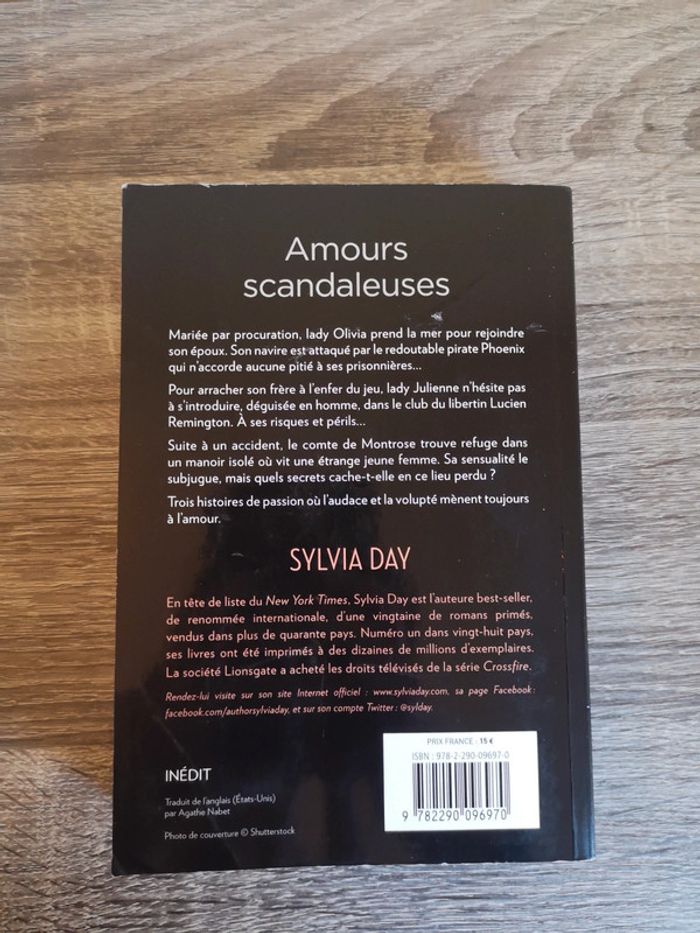 Amours
scandaleuses
Mariée par procuration, lady Olivia prend la mer pour rejoindre
son époux. Son navire est attaqué par le redoutable pirate Phoenix
qui n'accorde aucune pitié à ses prisonnières...
Pour arracher son frère à l'enfer du jeu, lady Julienne n'hésite pas
à s'introduire, déguisée en homme, dans le club du libertin Lucien
Remington. À ses risques et périls...
Suite à un accident, le comte de Montrose trouve refuge dans
un manoir isolé où vit une étrange jeune femme. Sa sensualité le
subjugue, mais quels secrets cache-t-elle en ce lieu perdu ?
Trois histoires de passion où l'audace et la volupté mènent toujours
à l'amour.
SYLVIA DAY
En tête de liste du New York Times, Sylvia Day est l'auteure best-seller,
de renommée internationale, d'une vingtaine de romans primés,
vendus dans plus de quarante pays. Numéro un dans vingt-huit pays,
ses livres ont été imprimés à des dizaines de millions d'exemplaires.
La société Lionsgate a acheté les droits télévisés de la série Crossfire.
Rendez-lui visite sur son site Internet officiel : www.sylviaday.com, sa page Facebook :
facebook.com/authorsylviaday, et sur son compte Twitter : @sylday.
PRIX FRANCE : 15 €
ISBN : 978-2-290-09697-0
9 782290 096970
INÉDIT
Traduit de l'anglais (États-Unis)
par Agathe Nabet
Photo de couverture © Shutterstock